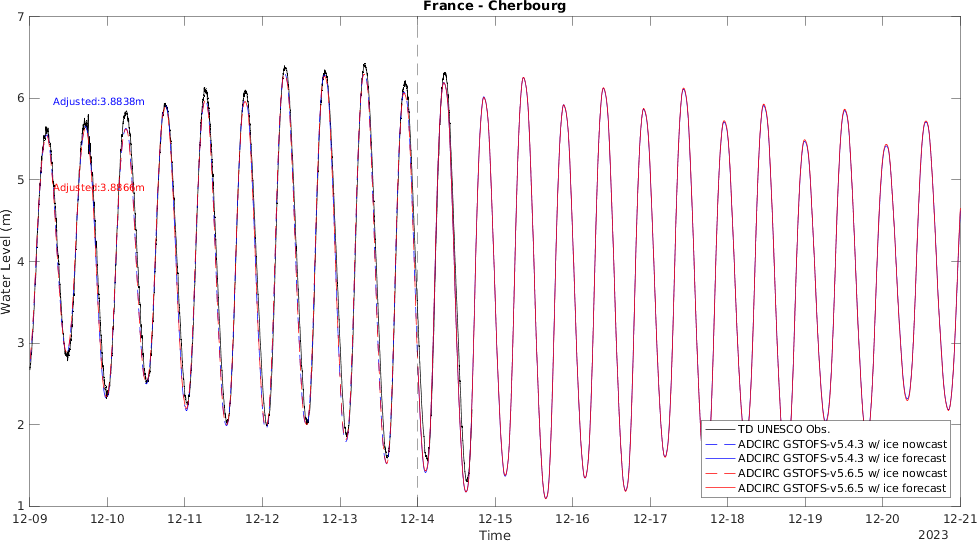 France - Cherbourg
7
6
5
4
3
2
1
Water Level (m)
Adjusted:3.8838m
Adjusted:3.8866m
TD UNESCO Obs.
ADCIRC GSTOFS-v5.4.3 w/ ice nowcast
ADCIRC GSTOFS-v5.4.3 w/ ice forecast
ADCIRC GSTOFS-v5.6.5 w/ ice nowcast
ADCIRC GSTOFS-v5.6.5 w/ ice forecast
12-09 12-10 12-11 12-12 12-13 12-14 12-15 12-16 12-17 12-18 12-19 12-20 12-21
Time
2023